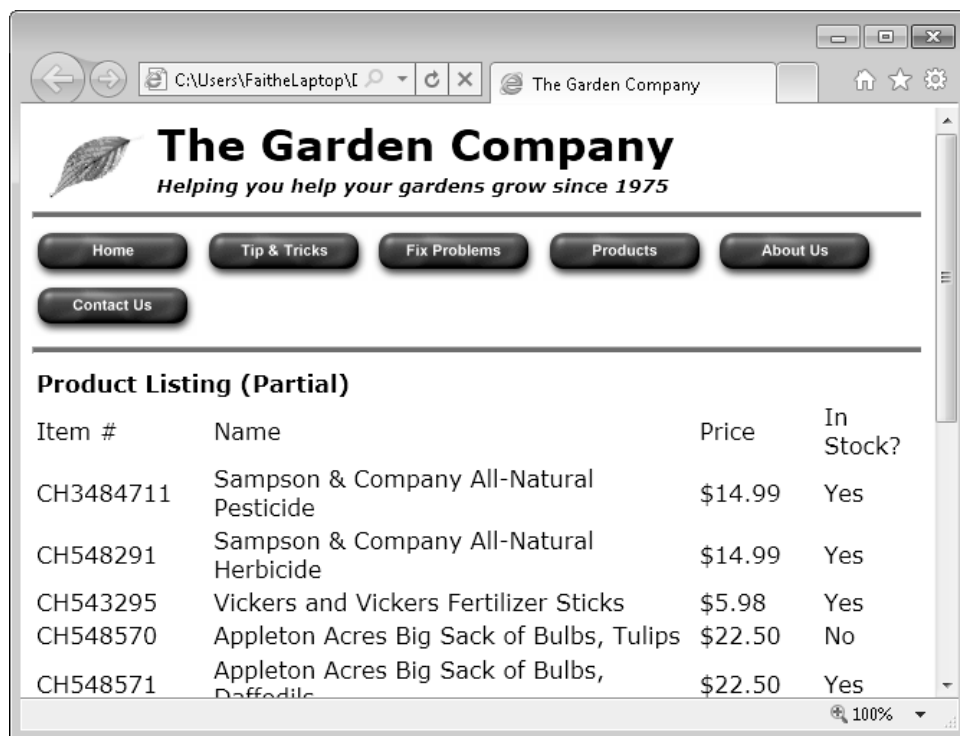 C:\Users\FaitheLaptop\D
The Garden Company
The Garden Company
Helping you help your gardens grow since 1975
Home Tip & Tricks Fix Problems Products About Us
Contact Us
Product Listing (Partial)
Item # Name Price In
Stock?
CH3484711 Sampson & Company All-Natural
Pesticide $14.99 Yes
CH548291 Sampson & Company All-Natural
Herbicide $14.99 Yes
CH543295 Vickers and Vickers Fertilizer Sticks $5.98 Yes
CH548570 Appleton Acres Big Sack of Bulbs, Tulips $22.50 No
CH548571 Appleton Acres Big Sack of Bulbs,
Daffodils $22.50 Yes
100%